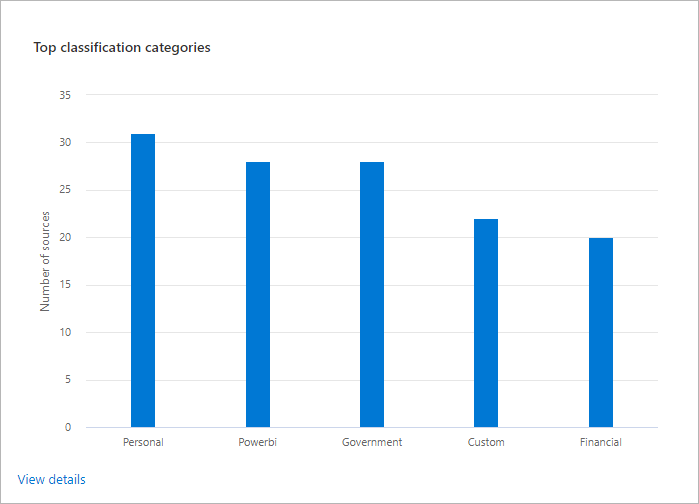 Top classification categories
35
30
25
20
15
10
5
0
Number of sources
Personal
Powerbi
Government
Custom
Financial
View details